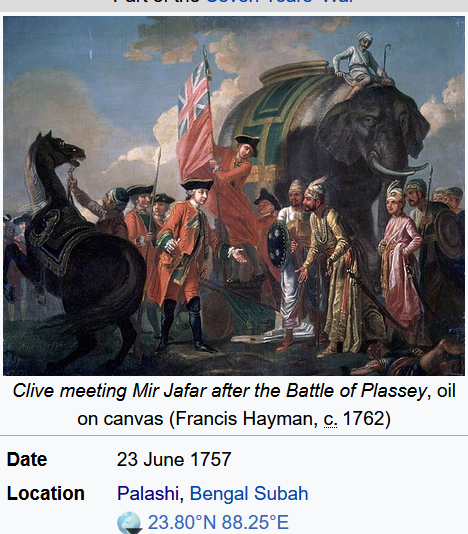 Part of the Seven Years' War
Clive meeting Mir Jafar after the Battle of Plassey, oil
on canvas (Francis Hayman, c. 1762)
Date 23 June 1757
Location Palashi, Bengal Subah
23.80°N 88.25°E